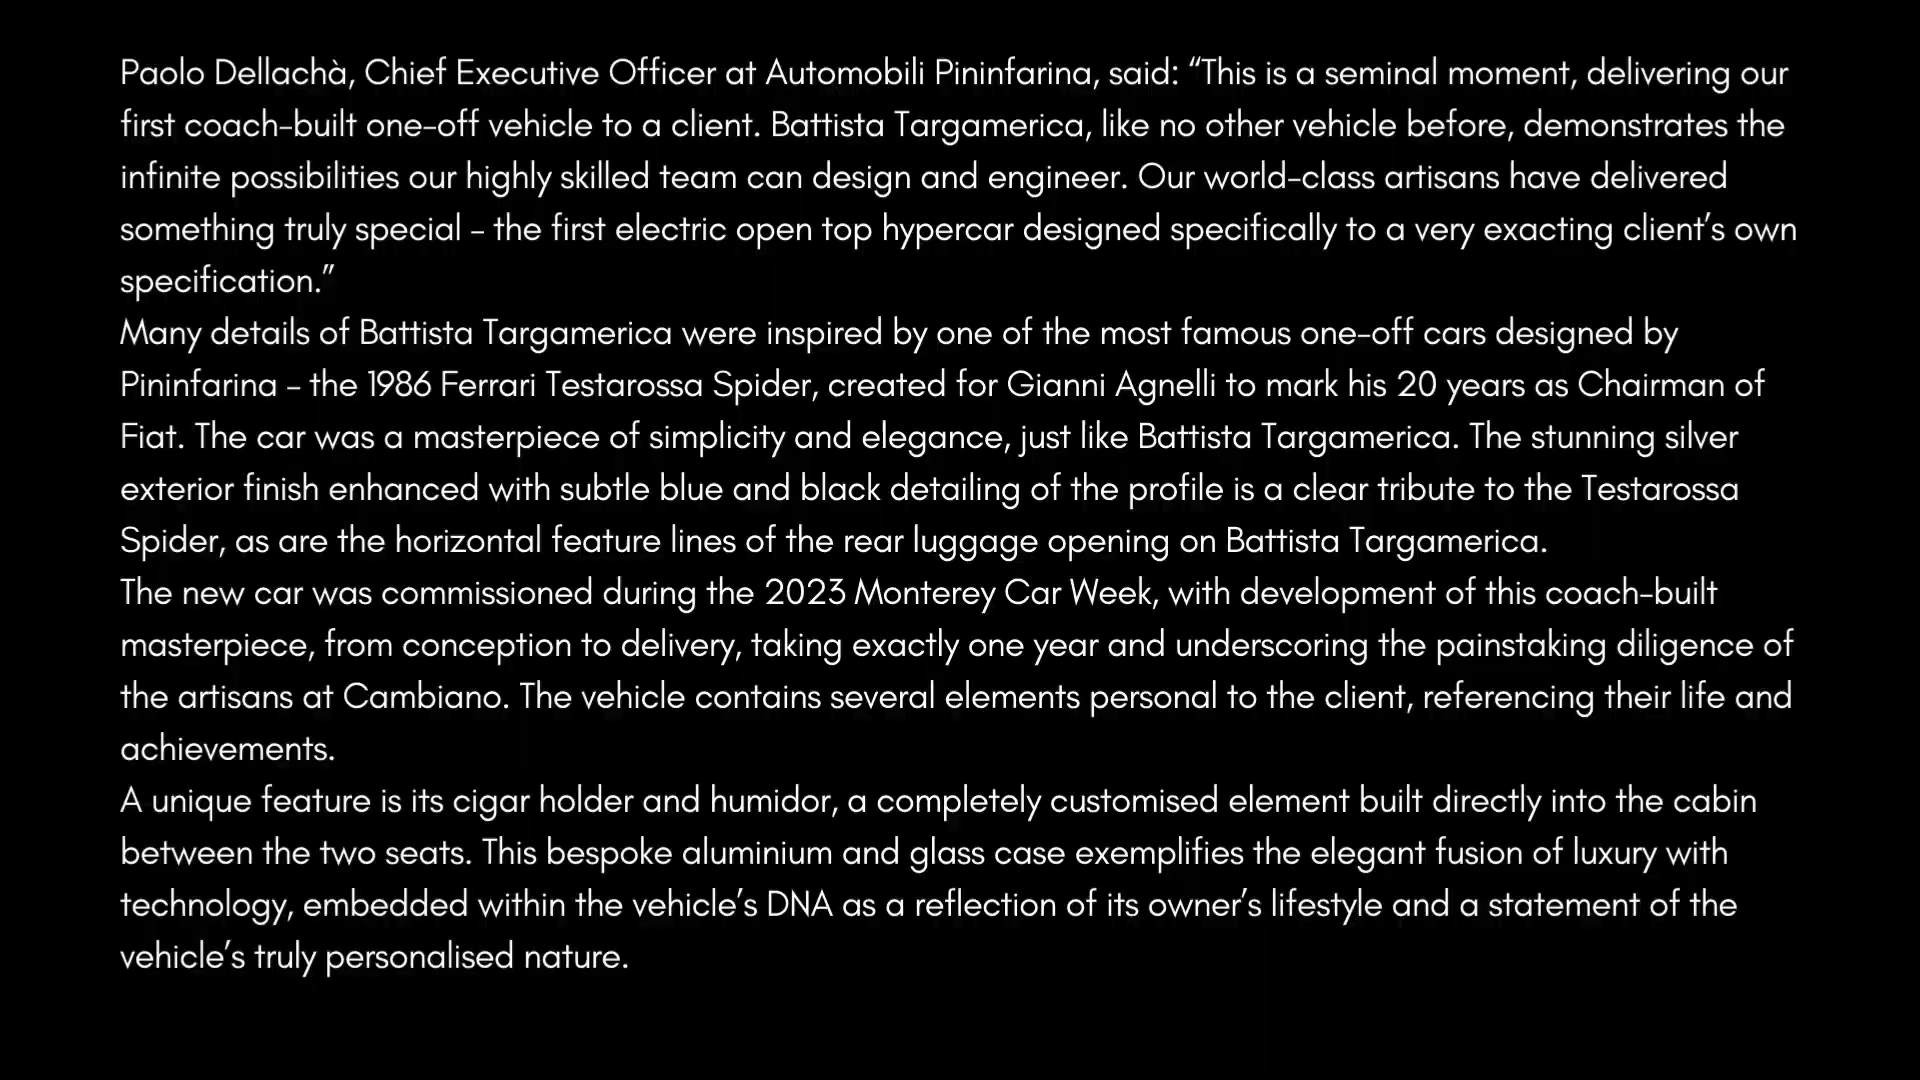 Paolo Dellachà, Chief Executive Officer at Automobili Pininfarina, said: “This is a seminal moment, delivering our
first coach-built one-off vehicle to a client. Battista Targamerica, like no other vehicle before, demonstrates the
infinite possibilities our highly skilled team can design and engineer. Our world-class artisans have delivered
something truly special – the first electric open top hypercar designed specifically to a very exacting client’s own
specification.”
Many details of Battista Targamerica were inspired by one of the most famous one-off cars designed by
Pininfarina – the 1986 Ferrari Testarossa Spider, created for Gianni Agnelli to mark his 20 years as Chairman of
Fiat. The car was a masterpiece of simplicity and elegance, just like Battista Targamerica. The stunning silver
exterior finish enhanced with subtle blue and black detailing of the profile is a clear tribute to the Testarossa
Spider, as are the horizontal feature lines of the rear luggage opening on Battista Targamerica.
The new car was commissioned during the 2023 Monterey Car Week, with development of this coach-built
masterpiece, from conception to delivery, taking exactly one year and underscoring the painstaking diligence of
the artisans at Cambiano. The vehicle contains several elements personal to the client, referencing their life and
achievements.
A unique feature is its cigar holder and humidor, a completely customised element built directly into the cabin
between the two seats. This bespoke aluminium and glass case exemplifies the elegant fusion of luxury with
technology, embedded within the vehicle’s DNA as a reflection of its owner’s lifestyle and a statement of the
vehicle’s truly personalised nature.